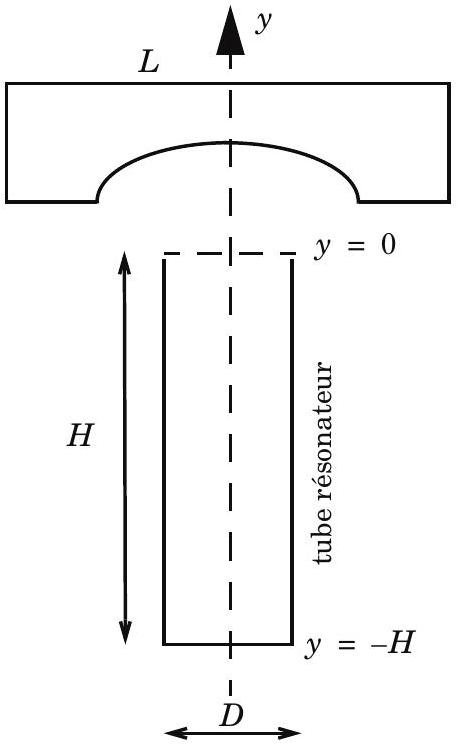 y
L
y = 0
H
tube résonateur
y = –H
D